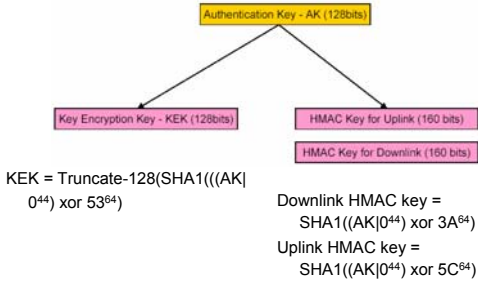 Authentication Key - AK (128bits)
Key Encryption Key - KEK (128bits)
HMAC Key for Uplink (160 bits)
HMAC Key for Downlink (160 bits)
KEK = Truncate-128(SHA1(((AK|
0⁴⁴) xor 53⁶⁴)
Downlink HMAC key =
SHA1((AK|0⁴⁴) xor 3A⁶⁴)
Uplink HMAC key =
SHA1((AK|0⁴⁴) xor 5C⁶⁴)